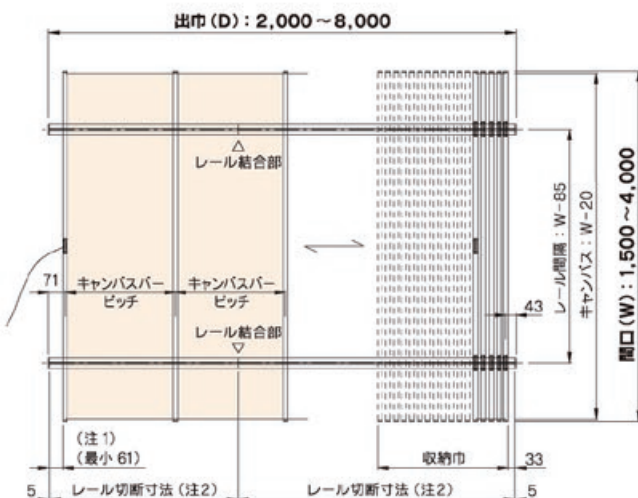 出巾(D):2,000～8,000
レール結合部
71
キャンバスバー
ピッチ
キャンバスバー
ピッチ
レール結合部
レール間隔:W-85
キャンバス:W-20
間口(W):1,500～4,000
43
(注1)
(最小 61)
収納巾
33
5
レール切断寸法(注2)
レール切断寸法(注2)
5